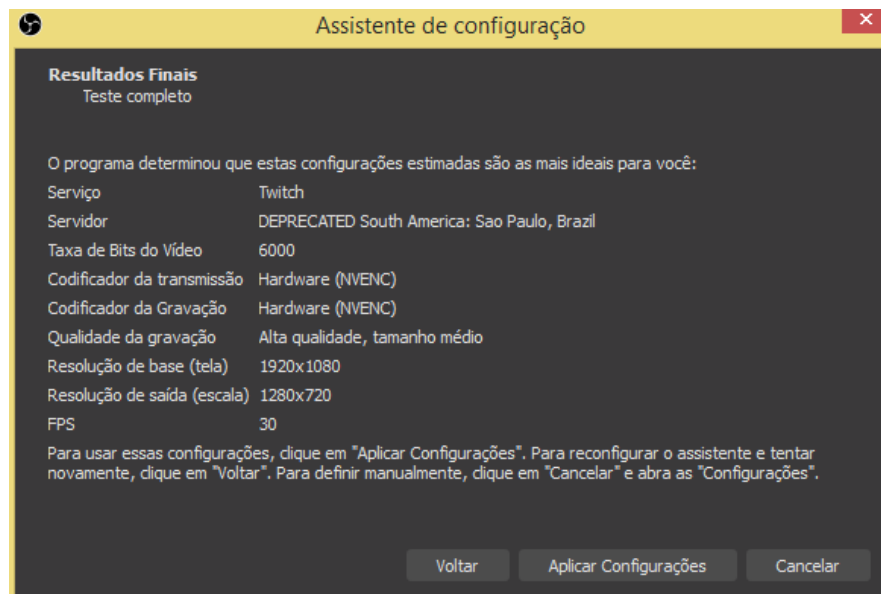 Assistente de configuração
Resultados Finais
Teste completo
O programa determinou que estas configurações estimadas são as mais ideais para você:
Serviço Twitch
Servidor DEPRECATED South America: Sao Paulo, Brazil
Taxa de Bits do Vídeo 6000
Codificador da transmissão Hardware (NVENC)
Codificador da Gravação Hardware (NVENC)
Qualidade da gravação Alta qualidade, tamanho médio
Resolução de base (tela) 1920x1080
Resolução de saída (escala) 1280x720
FPS 30
Para usar essas configurações, clique em "Aplicar Configurações". Para reconfigurar o assistente e tentar
novamente, clique em "Voltar". Para definir manualmente, clique em "Cancelar" e abra as "Configurações".
Voltar Aplicar Configurações Cancelar